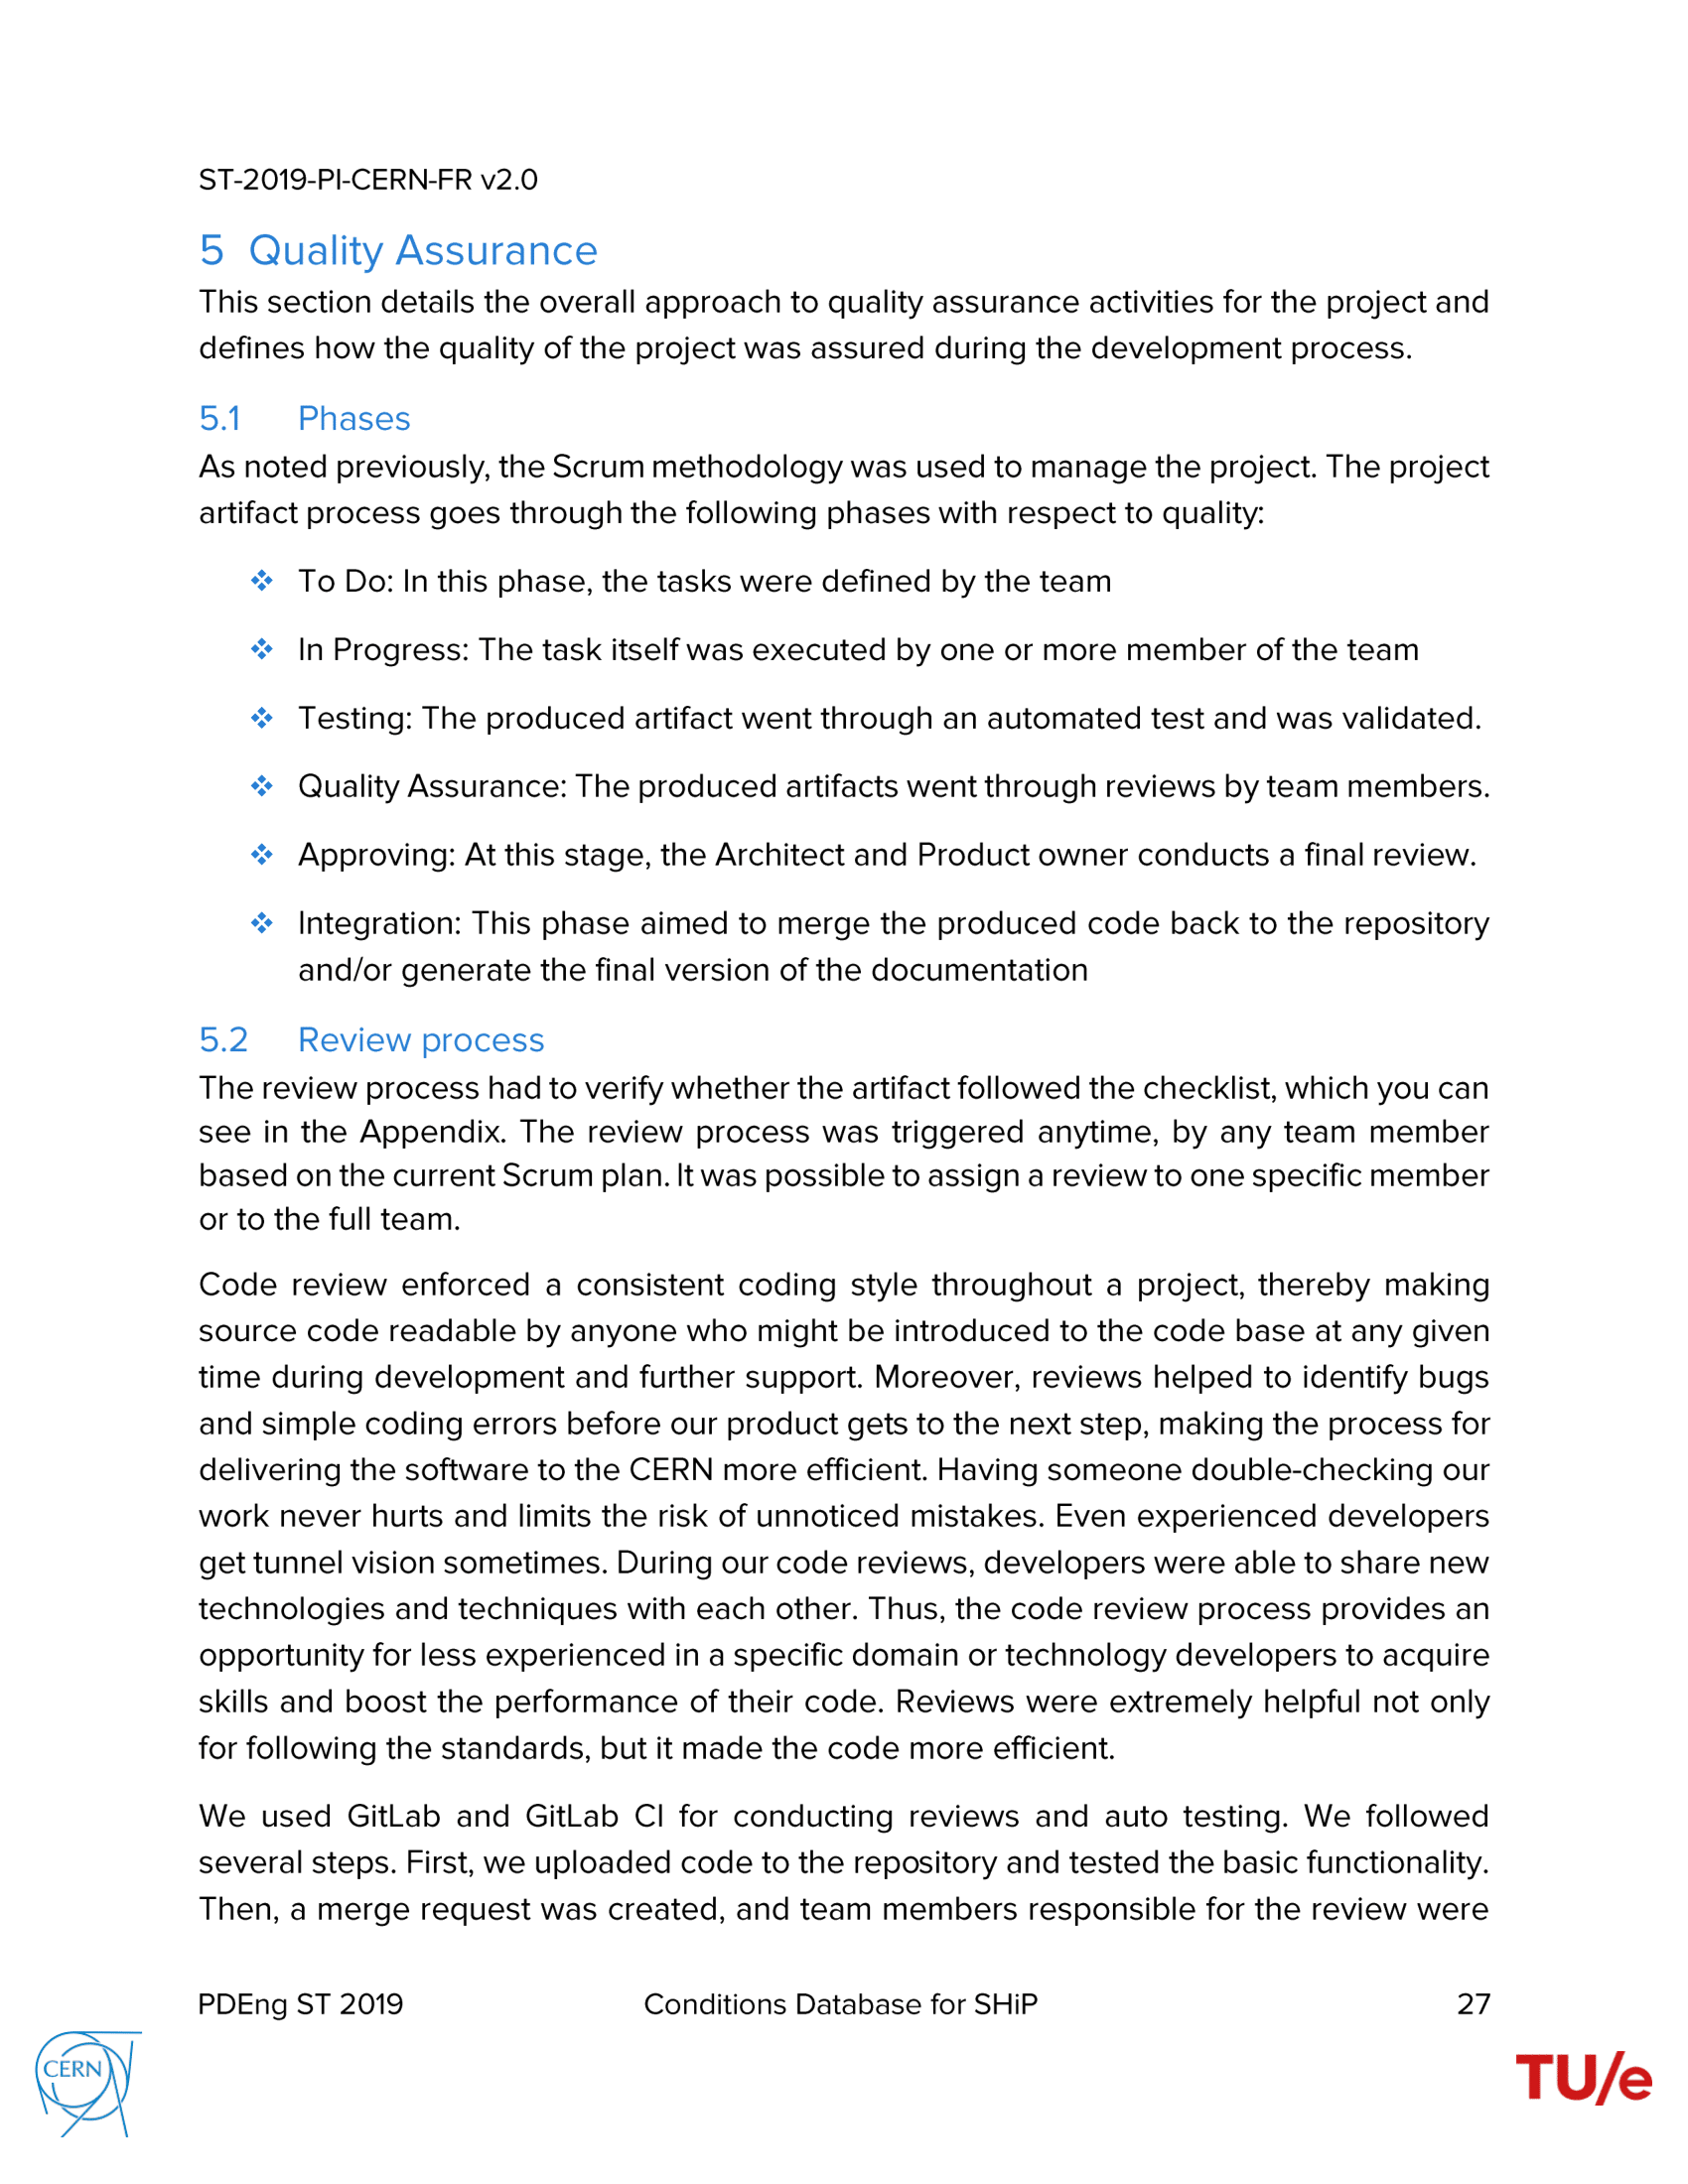 ST-2019-PI-CERN-FR v2.0
5 Quality Assurance
This section details the overall approach to quality assurance activities for the project and
defines how the quality of the project was assured during the development process.
5.1 Phases
As noted previously, the Scrum methodology was used to manage the project. The project
artifact process goes through the following phases with respect to quality:
❖ To Do: In this phase, the tasks were defined by the team
❖ In Progress: The task itself was executed by one or more member of the team
❖ Testing: The produced artifact went through an automated test and was validated.
❖ Quality Assurance: The produced artifacts went through reviews by team members.
❖ Approving: At this stage, the Architect and Product owner conducts a final review.
❖ Integration: This phase aimed to merge the produced code back to the repository
and/or generate the final version of the documentation
5.2 Review process
The review process had to verify whether the artifact followed the checklist, which you can
see in the Appendix. The review process was triggered anytime, by any team member
based on the current Scrum plan. It was possible to assign a review to one specific member
or to the full team.
Code review enforced a consistent coding style throughout a project, thereby making
source code readable by anyone who might be introduced to the code base at any given
time during development and further support. Moreover, reviews helped to identify bugs
and simple coding errors before our product gets to the next step, making the process for
delivering the software to the CERN more efficient. Having someone double-checking our
work never hurts and limits the risk of unnoticed mistakes. Even experienced developers
get tunnel vision sometimes. During our code reviews, developers were able to share new
technologies and techniques with each other. Thus, the code review process provides an
opportunity for less experienced in a specific domain or technology developers to acquire
skills and boost the performance of their code. Reviews were extremely helpful not only
for following the standards, but it made the code more efficient.
We used GitLab and GitLab CI for conducting reviews and auto testing. We followed
several steps. First, we uploaded code to the repository and tested the basic functionality.
Then, a merge request was created, and team members responsible for the review were
PDEng ST 2019 Conditions Database for SHiP 27
CERN
TU/e